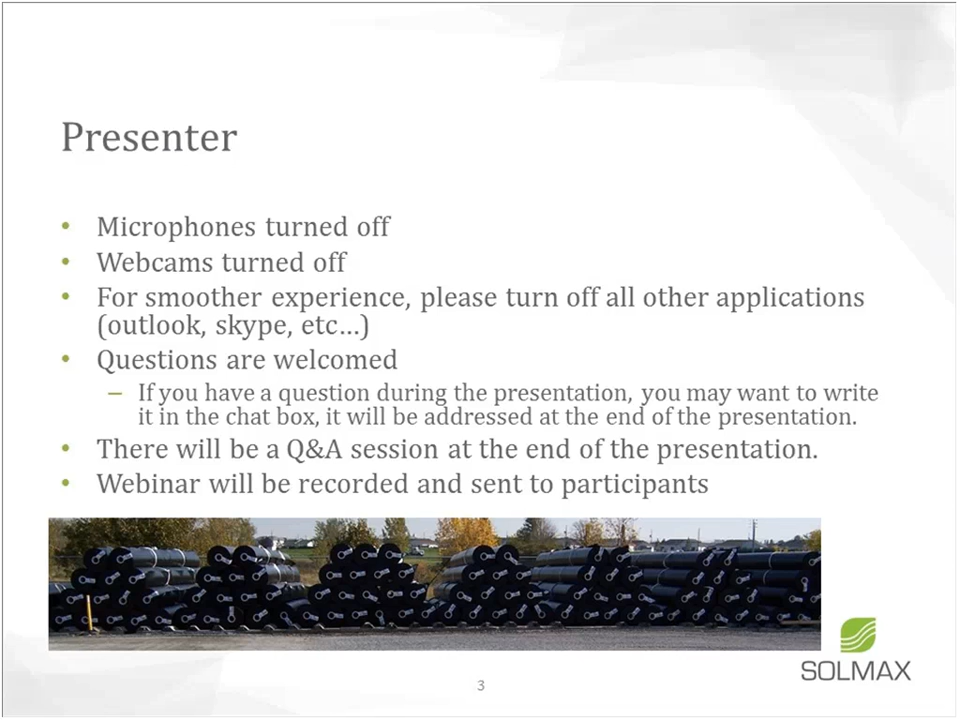 Presenter
• Microphones turned off
• Webcams turned off
• For smoother experience, please turn off all other applications
(outlook, skype, etc...)
• Questions are welcomed
– If you have a question during the presentation, you may want to write
it in the chat box, it will be addressed at the end of the presentation.
• There will be a Q&A session at the end of the presentation.
• Webinar will be recorded and sent to participants
SOLMAX
3